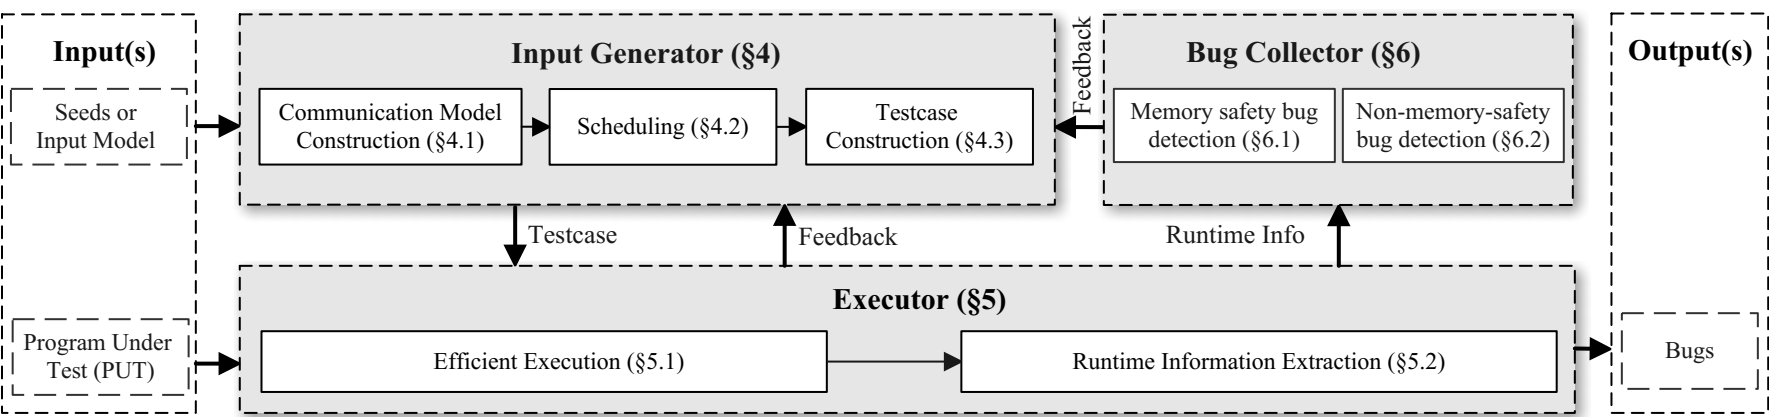 Input(s)
Seeds or
Input Model
Program Under
Test (PUT)
Input Generator (§4)
Communication Model
Construction (§4.1)
Scheduling (§4.2)
Testcase
Construction (§4.3)
Feedback
Bug Collector (§6)
Memory safety bug
detection (§6.1)
Non-memory-safety
bug detection (§6.2)
Testcase
Feedback
Runtime Info
Executor (§5)
Efficient Execution (§5.1)
Runtime Information Extraction (§5.2)
Output(s)
Bugs